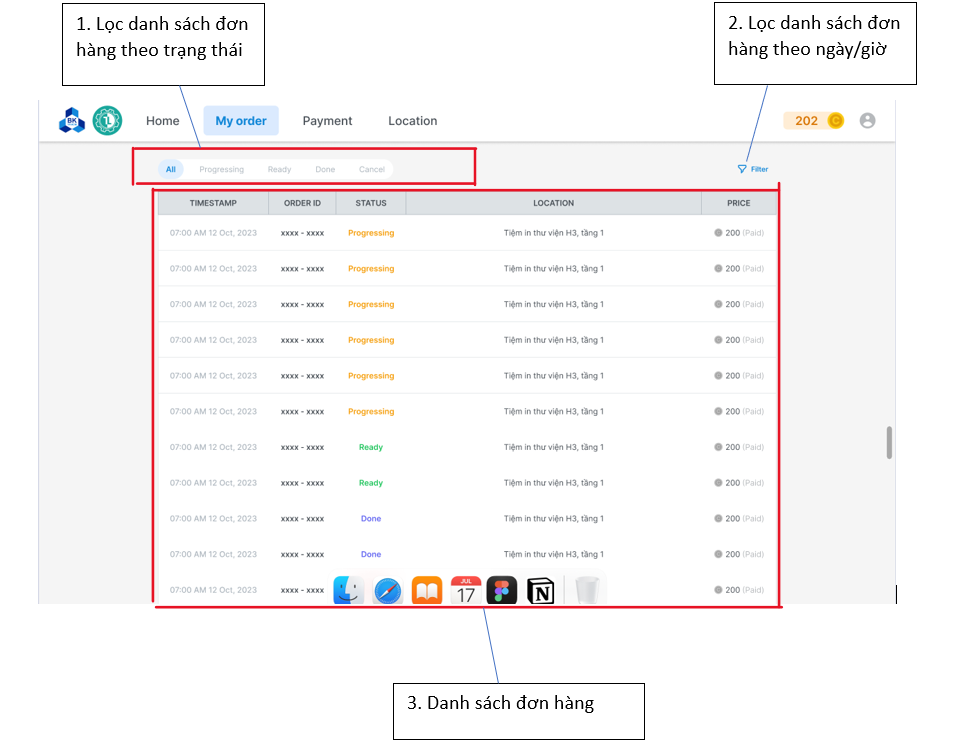 1. Lọc danh sách đơn
hàng theo trạng thái
2. Lọc danh sách đơn
hàng theo ngày/giờ
BK
Home My order Payment Location 202
All Progressing Ready Done Cancel Filter
TIMESTAMP ORDER ID STATUS LOCATION PRICE
07:00 AM 12 Oct, 2023 xxxx - xxxx Progressing Tiệm in thư viện H3, tầng 1 200 (Paid)
07:00 AM 12 Oct, 2023 xxxx - xxxx Progressing Tiệm in thư viện H3, tầng 1 200 (Paid)
07:00 AM 12 Oct, 2023 xxxx - xxxx Progressing Tiệm in thư viện H3, tầng 1 200 (Paid)
07:00 AM 12 Oct, 2023 xxxx - xxxx Progressing Tiệm in thư viện H3, tầng 1 200 (Paid)
07:00 AM 12 Oct, 2023 xxxx - xxxx Progressing Tiệm in thư viện H3, tầng 1 200 (Paid)
07:00 AM 12 Oct, 2023 xxxx - xxxx Progressing Tiệm in thư viện H3, tầng 1 200 (Paid)
07:00 AM 12 Oct, 2023 xxxx - xxxx Ready Tiệm in thư viện H3, tầng 1 200 (Paid)
07:00 AM 12 Oct, 2023 xxxx - xxxx Ready Tiệm in thư viện H3, tầng 1 200 (Paid)
07:00 AM 12 Oct, 2023 xxxx - xxxx Done Tiệm in thư viện H3, tầng 1 200 (Paid)
07:00 AM 12 Oct, 2023 xxxx - xxxx Done Tiệm in thư viện H3, tầng 1 200 (Paid)
07:00 AM 12 Oct, 2023 xxxx - xxxx 200 (Paid)
JUL
17
3. Danh sách đơn hàng